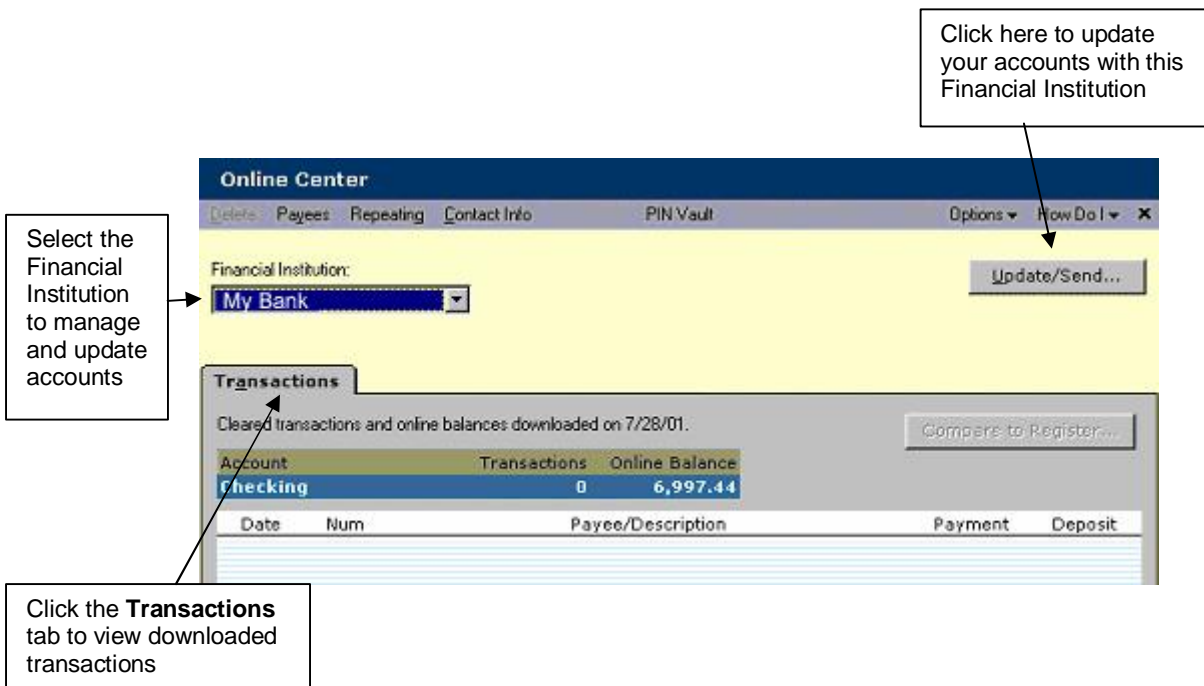 Click here to update
your accounts with this
Financial Institution
Online Center
Delete Payees Repeating Contact Info PIN Vault Options How Do I X
Select the
Financial
Institution
to manage
and update
accounts
Financial Institution:
My Bank
Update/Send...
Transactions
Cleared transactions and online balances downloaded on 7/28/01.
Compare to Register...
Account Transactions Online Balance
Checking 0 6,997.44
Date Num Payee/Description Payment Deposit
Click the Transactions
tab to view downloaded
transactions